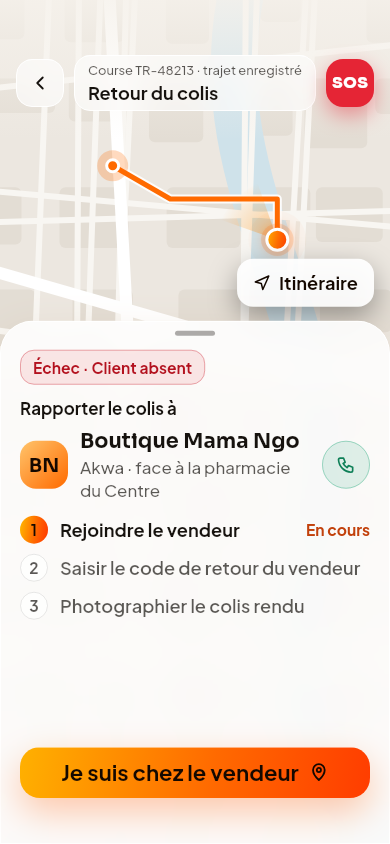 Course TR-48213 · trajet enregistré
Retour du colis
SOS
Itinéraire
Échec · Client absent
Rapporter le colis à
BN
Boutique Mama Ngo
Akwa · face à la pharmacie
du Centre
1 Rejoindre le vendeur En cours
2 Saisir le code de retour du vendeur
3 Photographier le colis rendu
Je suis chez le vendeur